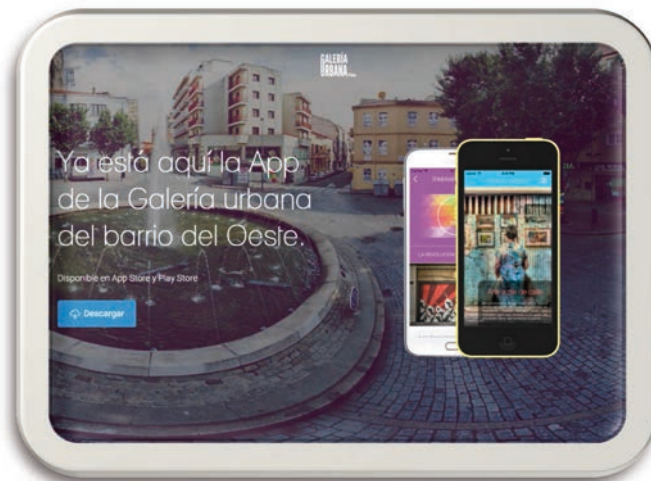 GALERÍA
URBANA
Ya está aquí la App
de la Galería urbana
del barrio del Oeste.
Disponible en App Store y Play Store
Descargar